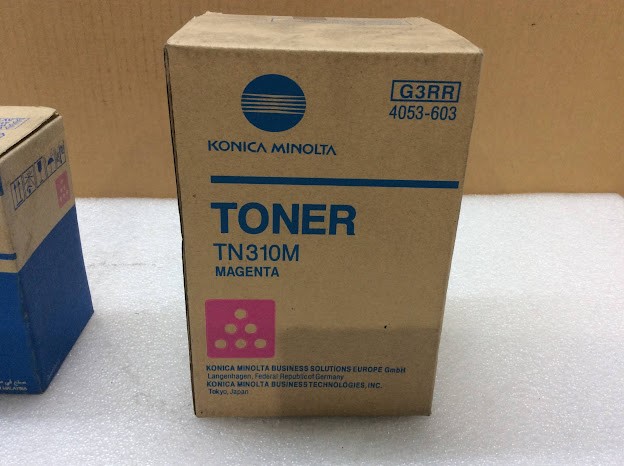 G3RR
4053-603
KONICA MINOLTA
TONER
TN310M
MAGENTA
KONICA MINOLTA BUSINESS SOLUTIONS EUROPE GmbH
Langenhagen, Federal Republic of Germany
KONICA MINOLTA BUSINESS TECHNOLOGIES, INC.
Tokyo, Japan